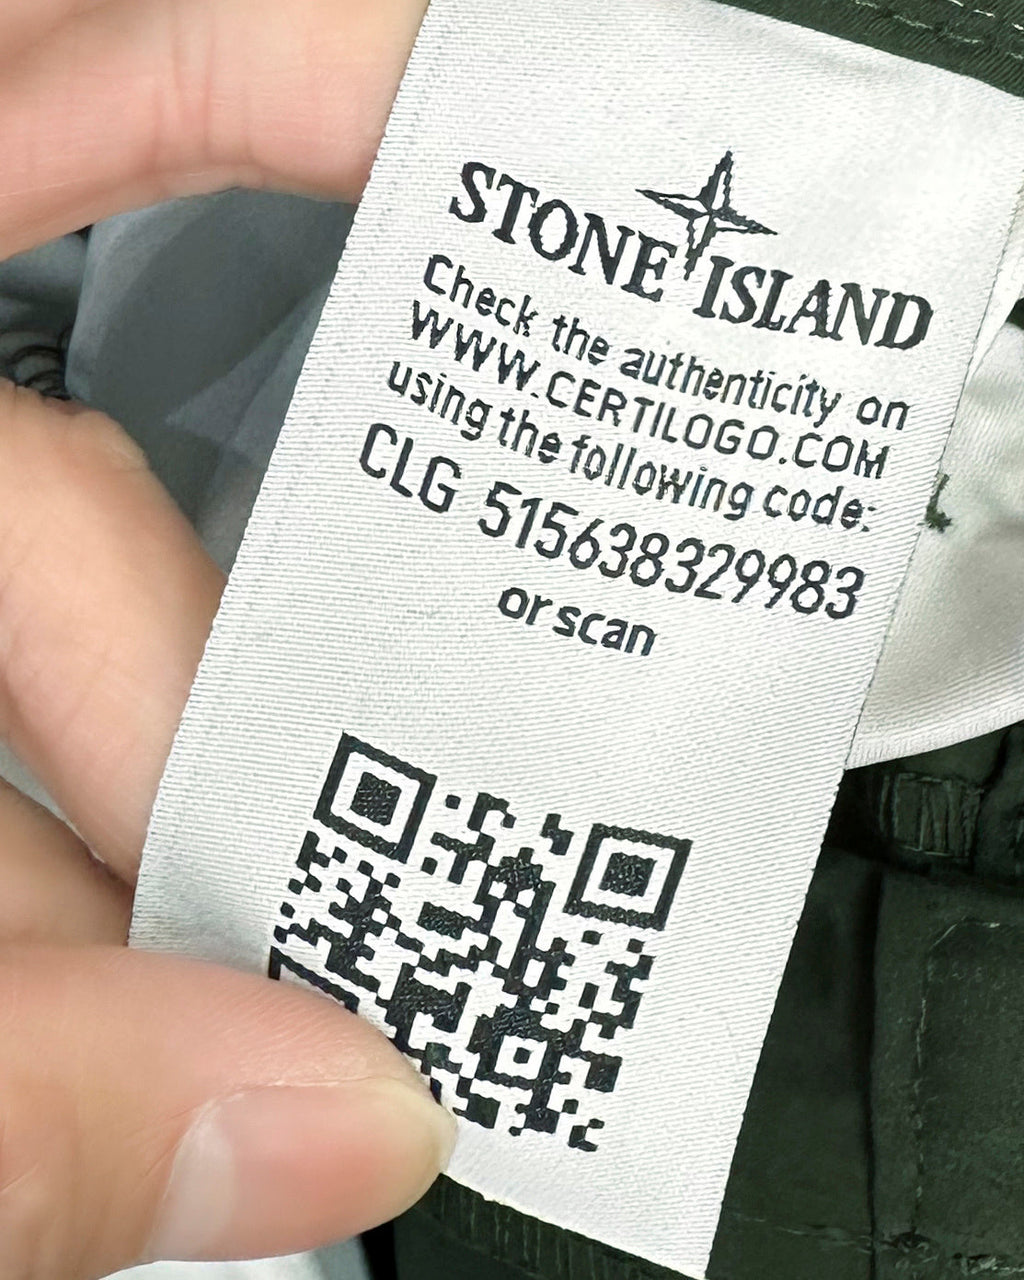 STONE ISLAND
Check the authenticity on
WWW.CERTILOGO.COM
using the following code:
CLG 515638329983
or scan